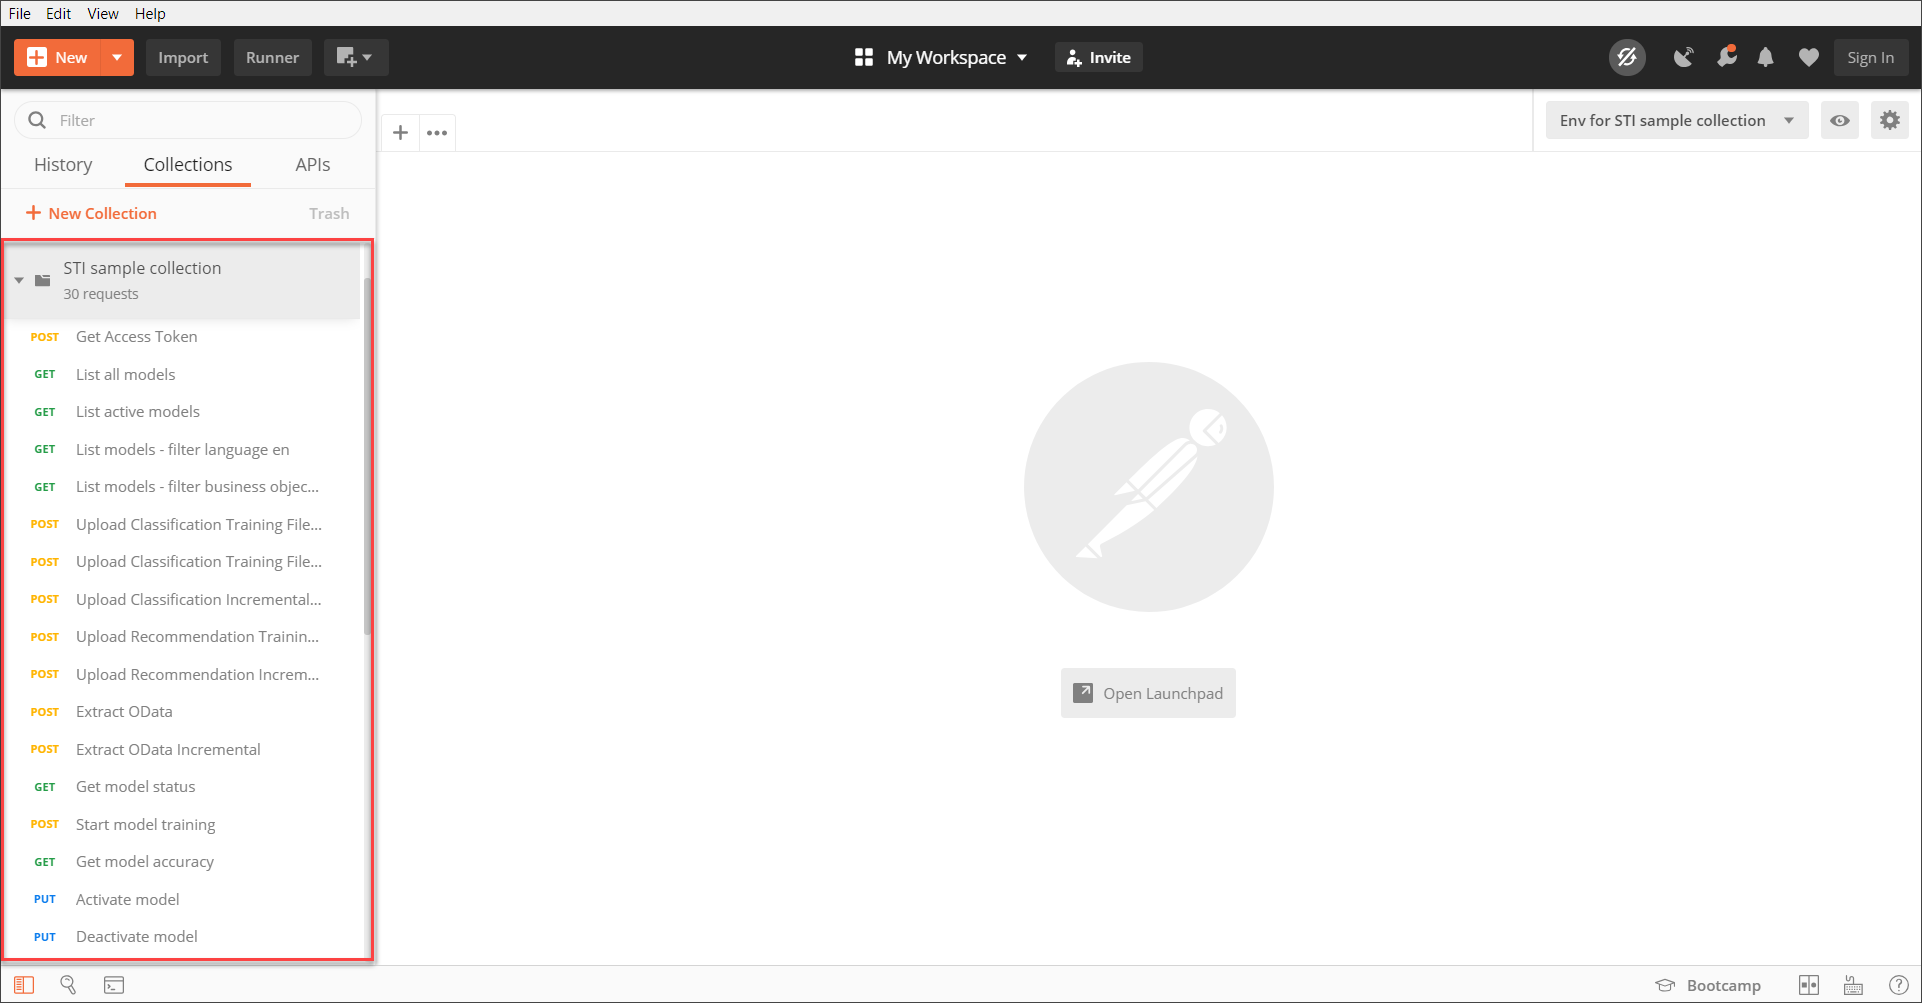 File Edit View Help
New Import Runner My Workspace Invite Sign In
Filter
Env for STI sample collection
History Collections APIs
New Collection Trash
STI sample collection
30 requests
POST Get Access Token
GET List all models
GET List active models
GET List models - filter language en
GET List models - filter business objec...
POST Upload Classification Training File...
POST Upload Classification Training File...
POST Upload Classification Incremental...
POST Upload Recommendation Trainin...
POST Upload Recommendation Increm...
POST Extract OData
POST Extract OData Incremental
GET Get model status
POST Start model training
GET Get model accuracy
PUT Activate model
PUT Deactivate model
Open Launchpad
Bootcamp